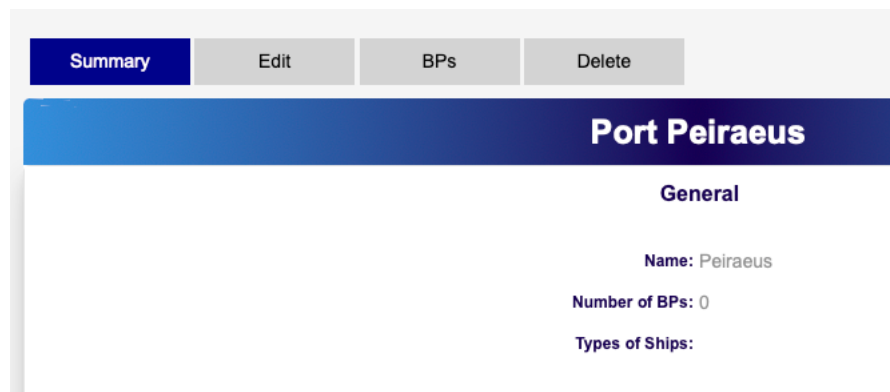 Summary Edit BPs Delete
Port Peiraeus
General
Name: Peiraeus
Number of BPs: 0
Types of Ships: